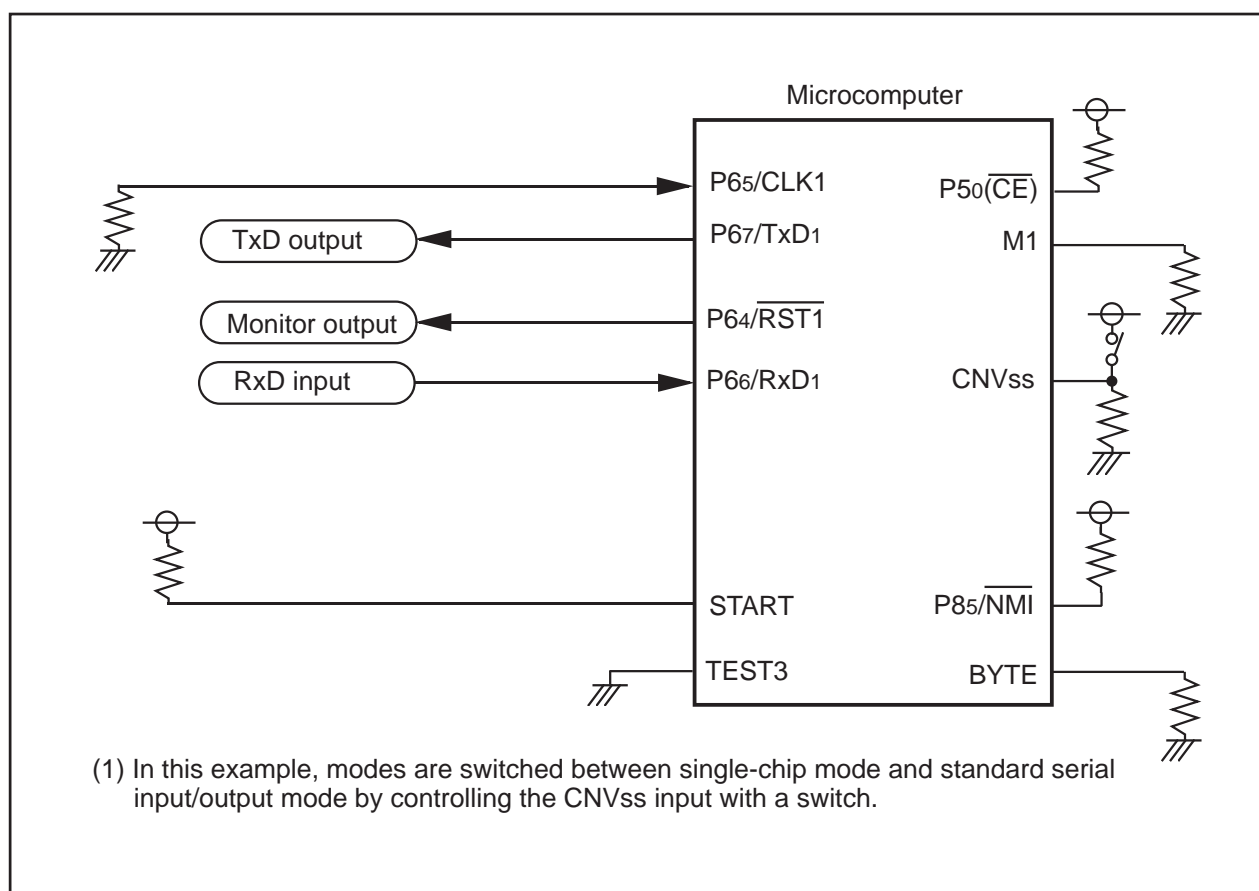 Microcomputer
P65/CLK1
P50(CE)
TxD output
P67/TxD1
M1
Monitor output
P64/RST1
RxD input
P66/RxD1
CNVss
START
P85/NMI
TEST3
BYTE
(1) In this example, modes are switched between single-chip mode and standard serial
input/output mode by controlling the CNVss input with a switch.